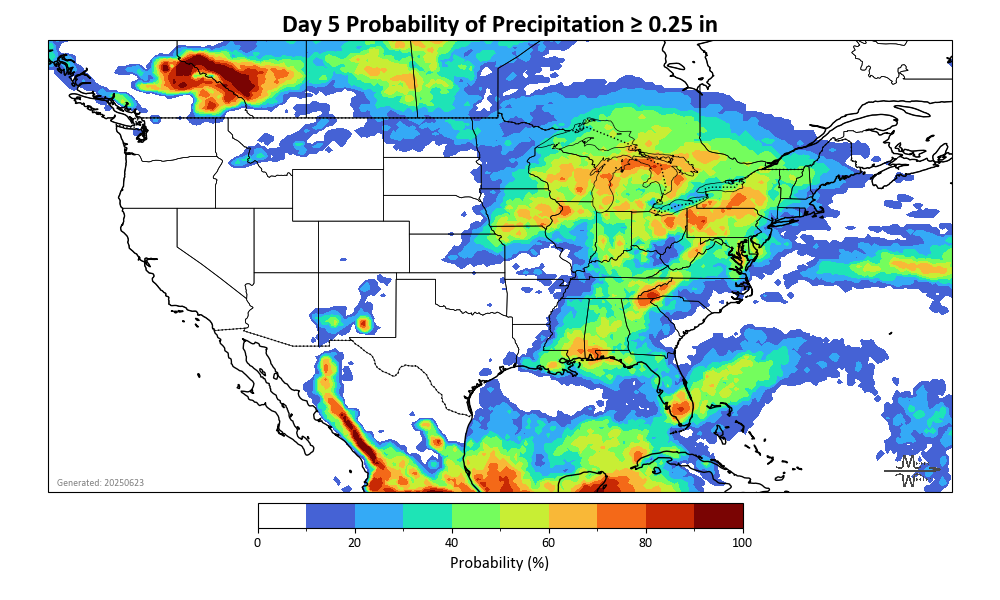 Day 5 Probability of Precipitation ≥ 0.25 in
Generated: 20250623
M
W
0 20 40 60 80 100
Probability (%)